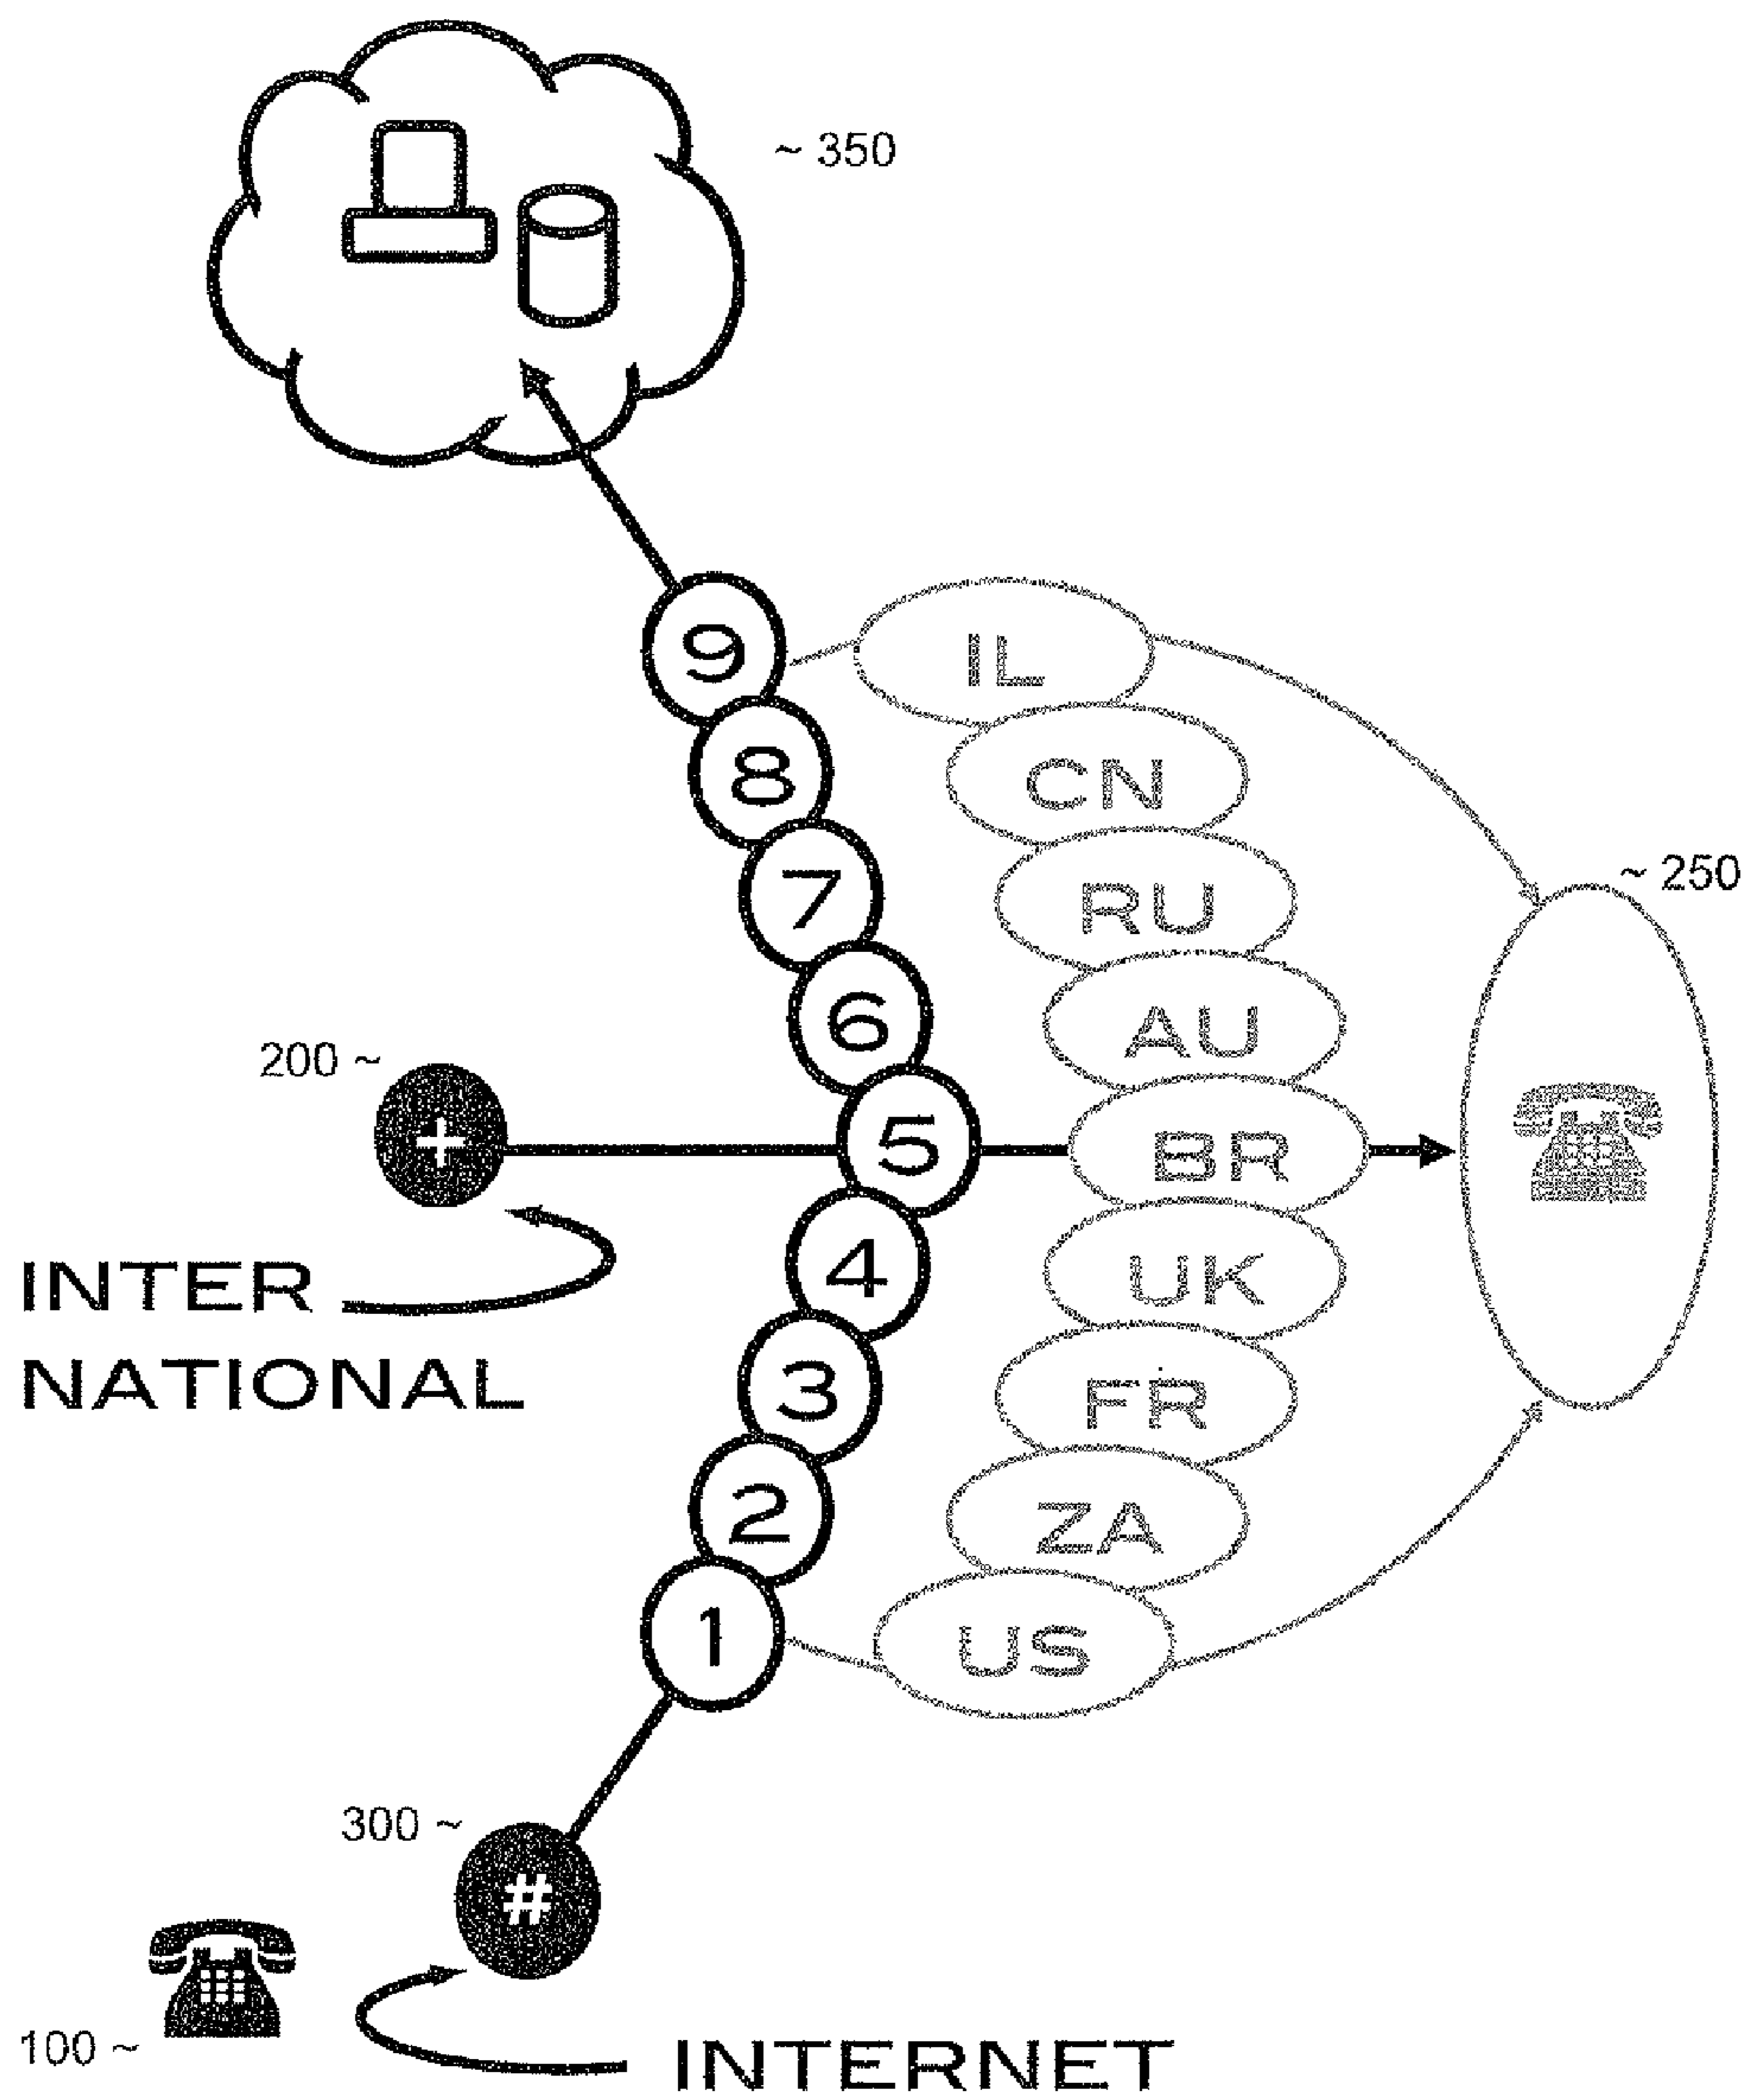 ~ 350
9
IL
8
CN
7
RU
~ 250
6
AU
200 ~
+
5
BR
INTER
NATIONAL
4
UK
3
FR
2
ZA
1
US
300 ~
#
100 ~
INTERNET